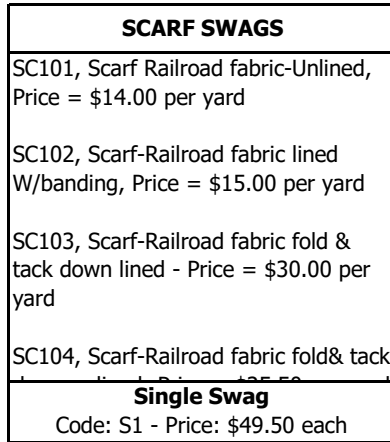 SCARF SWAGS
SC101, Scarf Railroad fabric-Unlined,
Price = $14.00 per yard
SC102, Scarf-Railroad fabric lined
W/banding, Price = $15.00 per yard
SC103, Scarf-Railroad fabric fold &
tack down lined - Price = $30.00 per
yard
SC104, Scarf-Railroad fabric fold& tack
Single Swag
Code: S1 - Price: $49.50 each